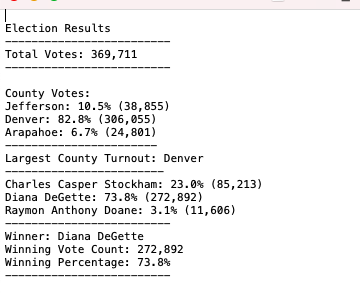 Election Results
-------------------------
Total Votes: 369,711
-------------------------
County Votes:
Jefferson: 10.5% (38,855)
Denver: 82.8% (306,055)
Arapahoe: 6.7% (24,801)
-----------------------
Largest County Turnout: Denver
------------------------
Charles Casper Stockham: 23.0% (85,213)
Diana DeGette: 73.8% (272,892)
Raymon Anthony Doane: 3.1% (11,606)
-------------------------
Winner: Diana DeGette
Winning Vote Count: 272,892
Winning Percentage: 73.8%
-------------------------